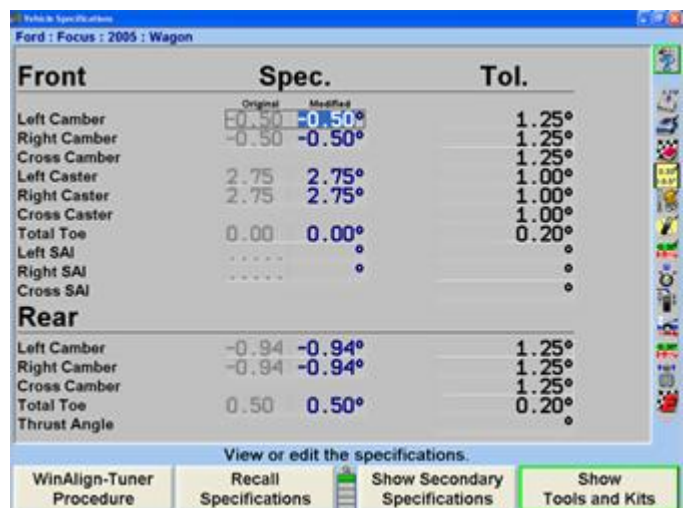 Vehicle Specifications
Ford : Focus : 2005 : Wagon
Front Spec. Tol.
Original Modified
Left Camber -0.50 -0.50° 1.25°
Right Camber -0.50 -0.50° 1.25°
Cross Camber 1.25°
Left Caster 2.75 2.75° 1.00°
Right Caster 2.75 2.75° 1.00°
Cross Caster 1.00°
Total Toe 0.00 0.00° 0.20°
Left SAI ..... ° °
Right SAI ..... ° °
Cross SAI °
Rear
Left Camber -0.94 -0.94° 1.25°
Right Camber -0.94 -0.94° 1.25°
Cross Camber 1.25°
Total Toe 0.50 0.50° 0.20°
Thrust Angle °
View or edit the specifications.
WinAlign-Tuner Recall Show Secondary Show
Procedure Specifications Specifications Tools and Kits